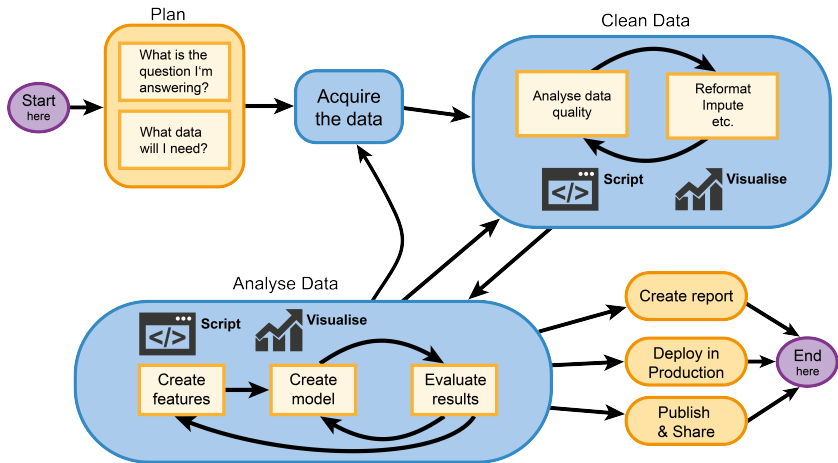 Plan
Clean Data
What is the
question I'm
answering?
What data
will I need?
Start
here
Acquire
the data
Analyse data
quality
Reformat
Impute
etc.
Script
Visualise
Analyse Data
Script
Visualise
Create
features
Create
model
Evaluate
results
Create report
Deploy in
Production
Publish
& Share
End
here